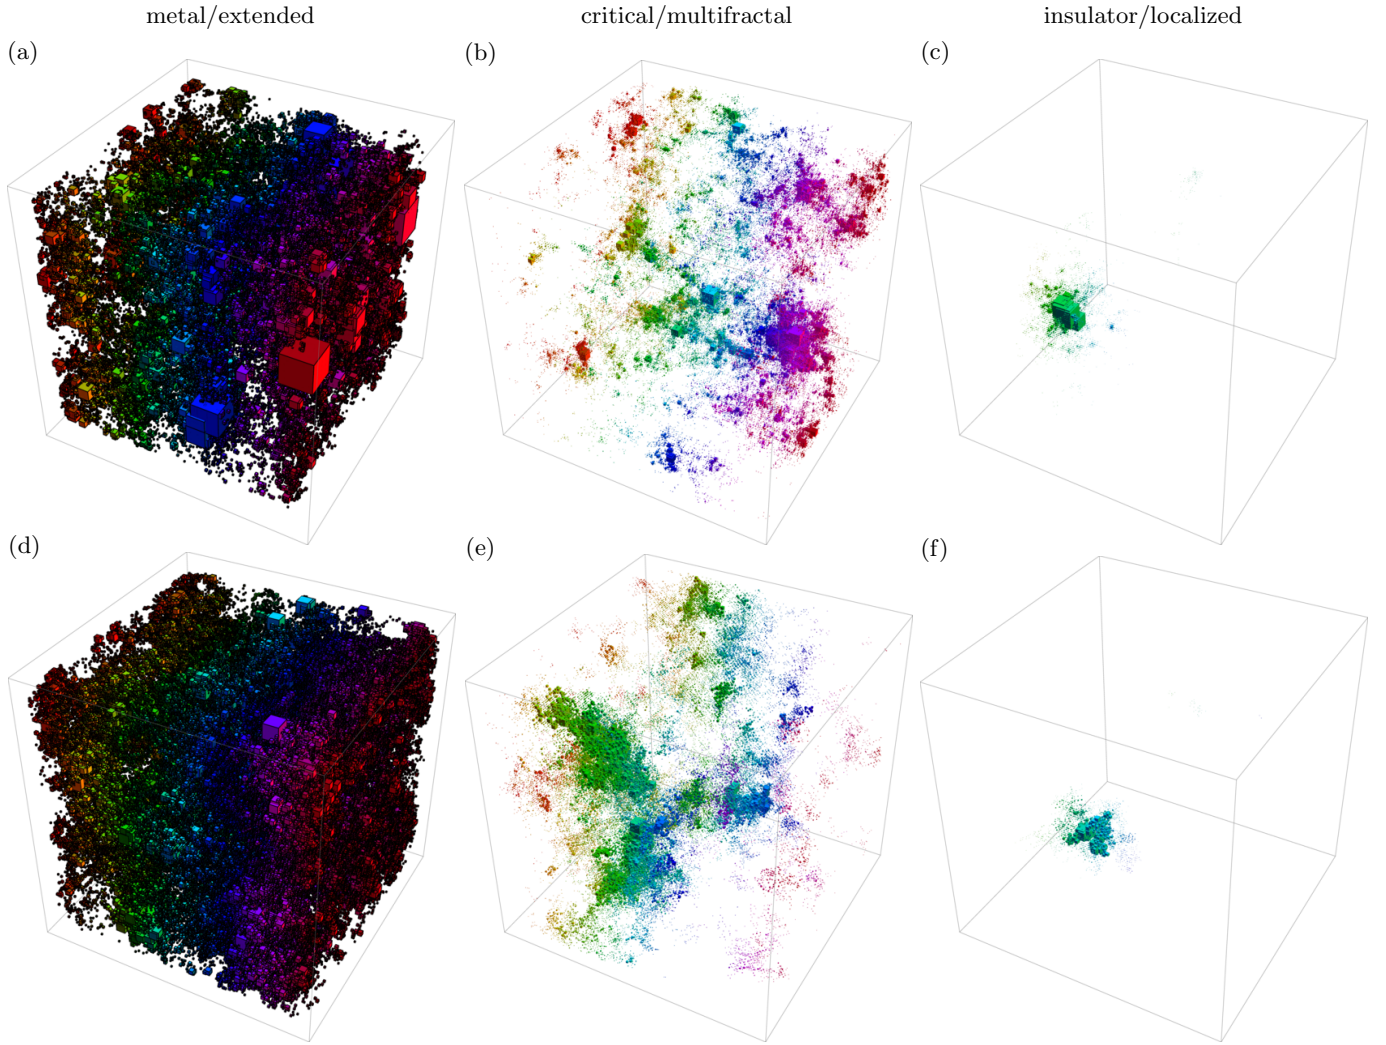 metal/extended critical/multifractal insulator/localized
(a) (b) (c)
(d) (e) (f)